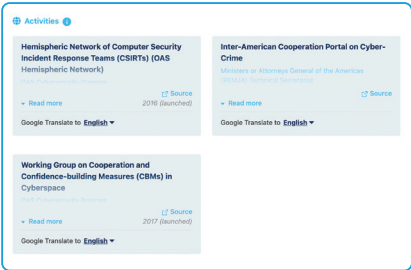 Activities i
Hemispheric Network of Computer Security
Incident Response Teams (CSIRTs) (OAS
Hemispheric Network)
Source
Read more 2016 (launched)
Google Translate to English
Inter-American Cooperation Portal on Cyber-
Crime
Ministers or Attorneys General of the Americas
Source
Read more
Google Translate to English
Working Group on Cooperation and
Confidence-building Measures (CBMs) in
Cyberspace
Source
Read more 2017 (launched)
Google Translate to English